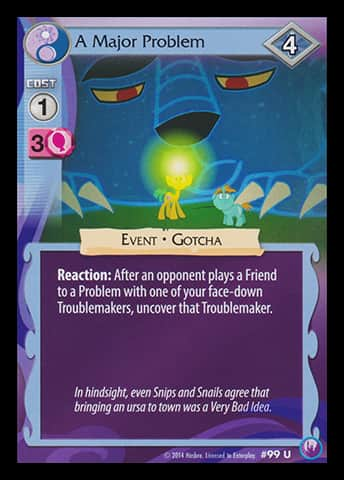 A Major Problem
4
COST
1
3
EVENT • GOTCHA
Reaction: After an opponent plays a Friend
to a Problem with one of your face-down
Troublemakers, uncover that Troublemaker.
In hindsight, even Snips and Snails agree that
bringing an ursa to town was a Very Bad Idea.
© 2014 Hasbro. Licensed to Enterplay. #99 U